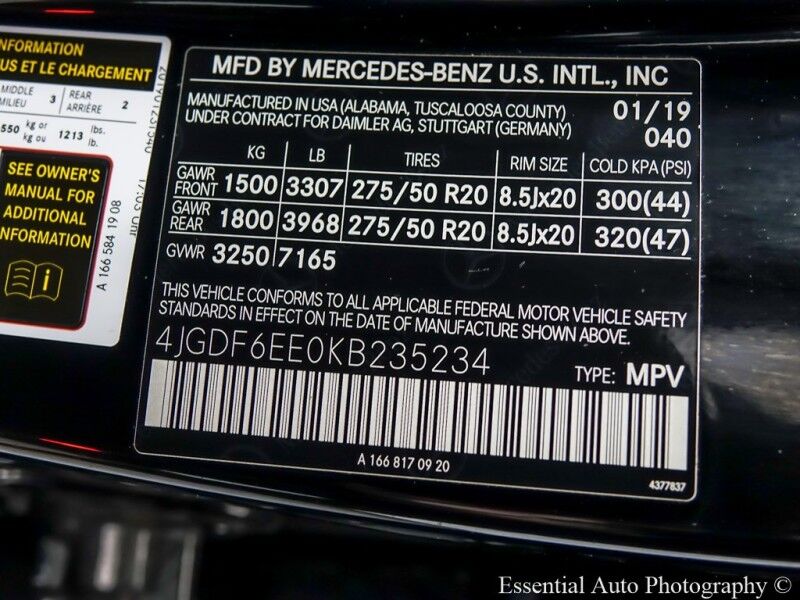 NFORMATION
US ET LE CHARGEMENT
MIDDLE
MILIEU 3 REAR
ARRIÈRE 2
550 kg or
kg ou 1213 lbs.
lb.
SEE OWNER'S
MANUAL FOR
ADDITIONAL
NFORMATION
A 166 584 19 08
MFD BY MERCEDES-BENZ U.S. INTL., INC
MANUFACTURED IN USA (ALABAMA, TUSCALOOSA COUNTY) 01/19
UNDER CONTRACT FOR DAIMLER AG, STUTTGART (GERMANY) 040
KG LB TIRES RIM SIZE COLD KPA (PSI)
GAWR
FRONT 1500 3307 275/50 R20 8.5Jx20 300(44)
GAWR
REAR 1800 3968 275/50 R20 8.5Jx20 320(47)
GVWR 3250 7165
THIS VEHICLE CONFORMS TO ALL APPLICABLE FEDERAL MOTOR VEHICLE SAFETY
STANDARDS IN EFFECT ON THE DATE OF MANUFACTURE SHOWN ABOVE.
4JGDF6EE0KB235234
TYPE: MPV
A 166 817 09 20
4377837
Essential Auto Photography ©